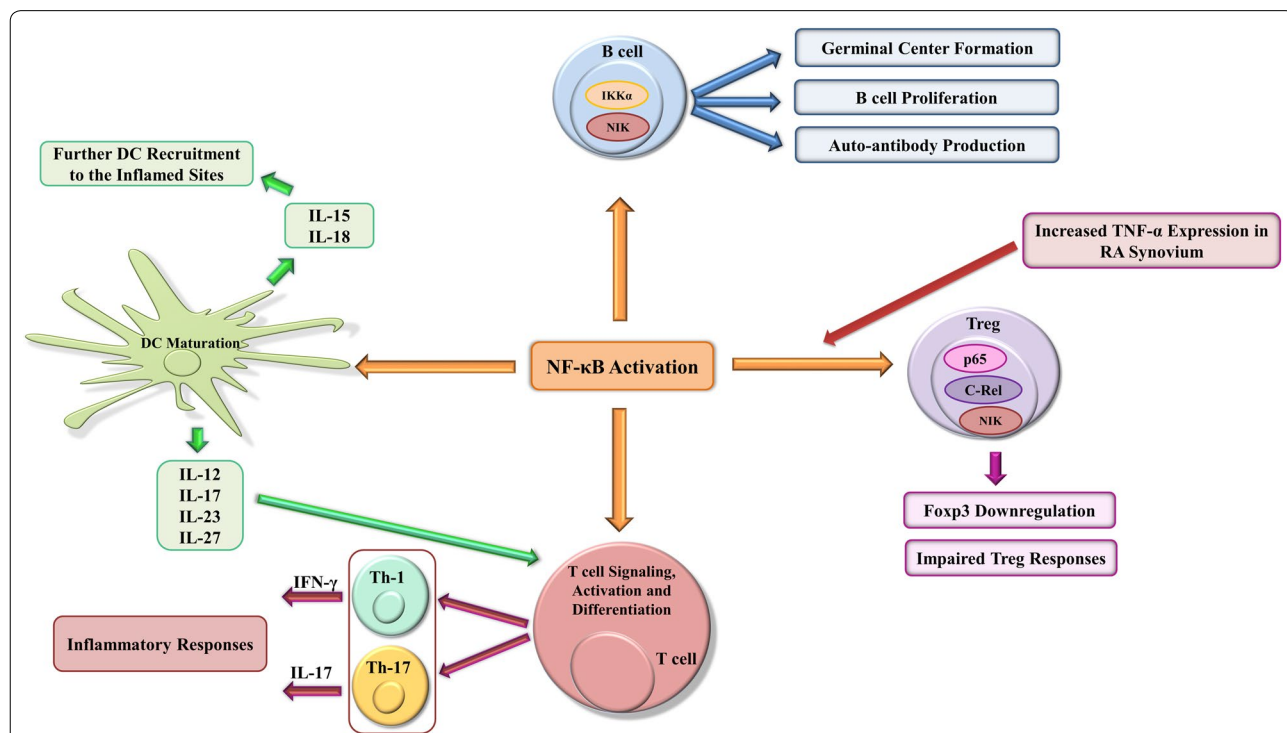 B cell
IKKα
NIK
Germinal Center Formation
B cell Proliferation
Auto-antibody Production
Further DC Recruitment
to the Inflamed Sites
IL-15
IL-18
DC Maturation
IL-12
IL-17
IL-23
IL-27
NF-κB Activation
Increased TNF-α Expression in
RA Synovium
Treg
p65
C-Rel
NIK
Foxp3 Downregulation
Impaired Treg Responses
T cell Signaling,
Activation and
Differentiation
T cell
Th-1
Th-17
IFN-γ
IL-17
Inflammatory Responses